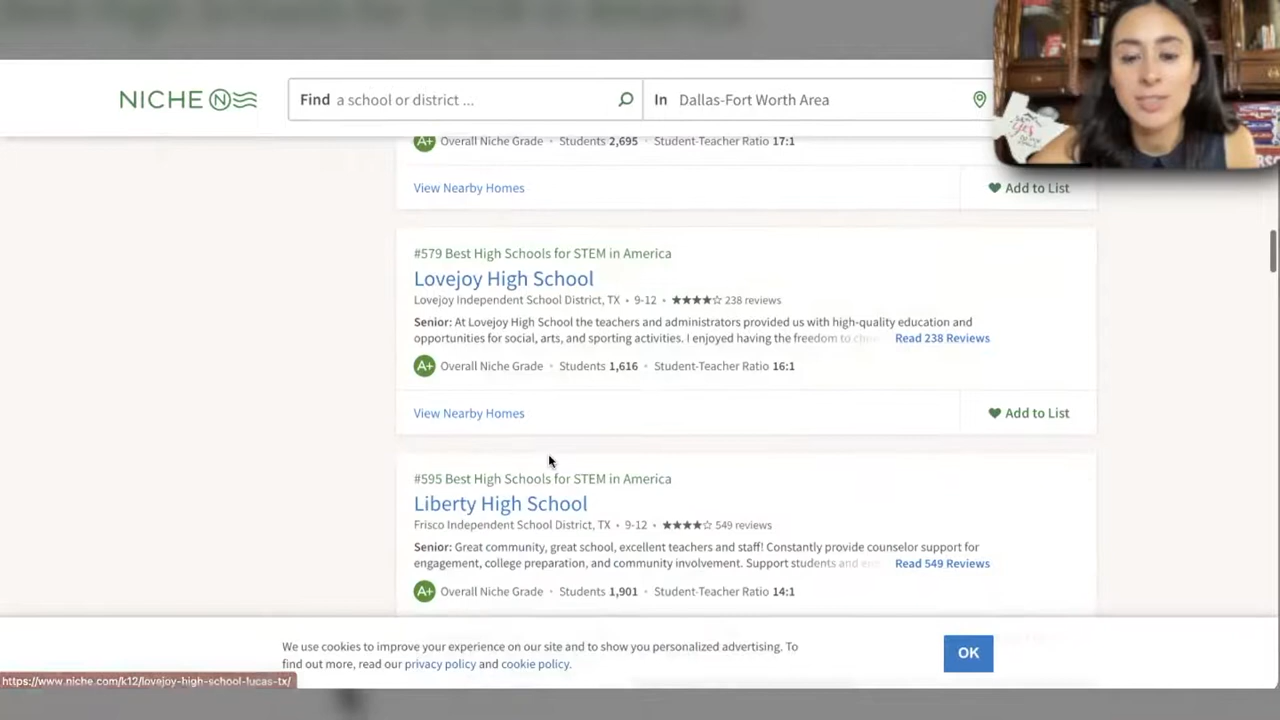 NICHE N
Find a school or district ...
In Dallas-Fort Worth Area
yes
A+ Overall Niche Grade • Students 2,695 • Student-Teacher Ratio 17:1
View Nearby Homes
Add to List
#579 Best High Schools for STEM in America
Lovejoy High School
Lovejoy Independent School District, TX • 9-12 • ★★★★☆ 238 reviews
Senior: At Lovejoy High School the teachers and administrators provided us with high-quality education and
opportunities for social, arts, and sporting activities. I enjoyed having the freedom to Read 238 Reviews
A+ Overall Niche Grade • Students 1,616 • Student-Teacher Ratio 16:1
View Nearby Homes
Add to List
#595 Best High Schools for STEM in America
Liberty High School
Frisco Independent School District, TX • 9-12 • ★★★★☆ 549 reviews
Senior: Great community, great school, excellent teachers and staff! Constantly provide counselor support for
engagement, college preparation, and community involvement. Support students and Read 549 Reviews
A+ Overall Niche Grade • Students 1,901 • Student-Teacher Ratio 14:1
We use cookies to improve your experience on our site and to show you personalized advertising. To
find out more, read our privacy policy and cookie policy.
OK
https://www.niche.com/k12/lovejoy-high-school-lucas-tx/